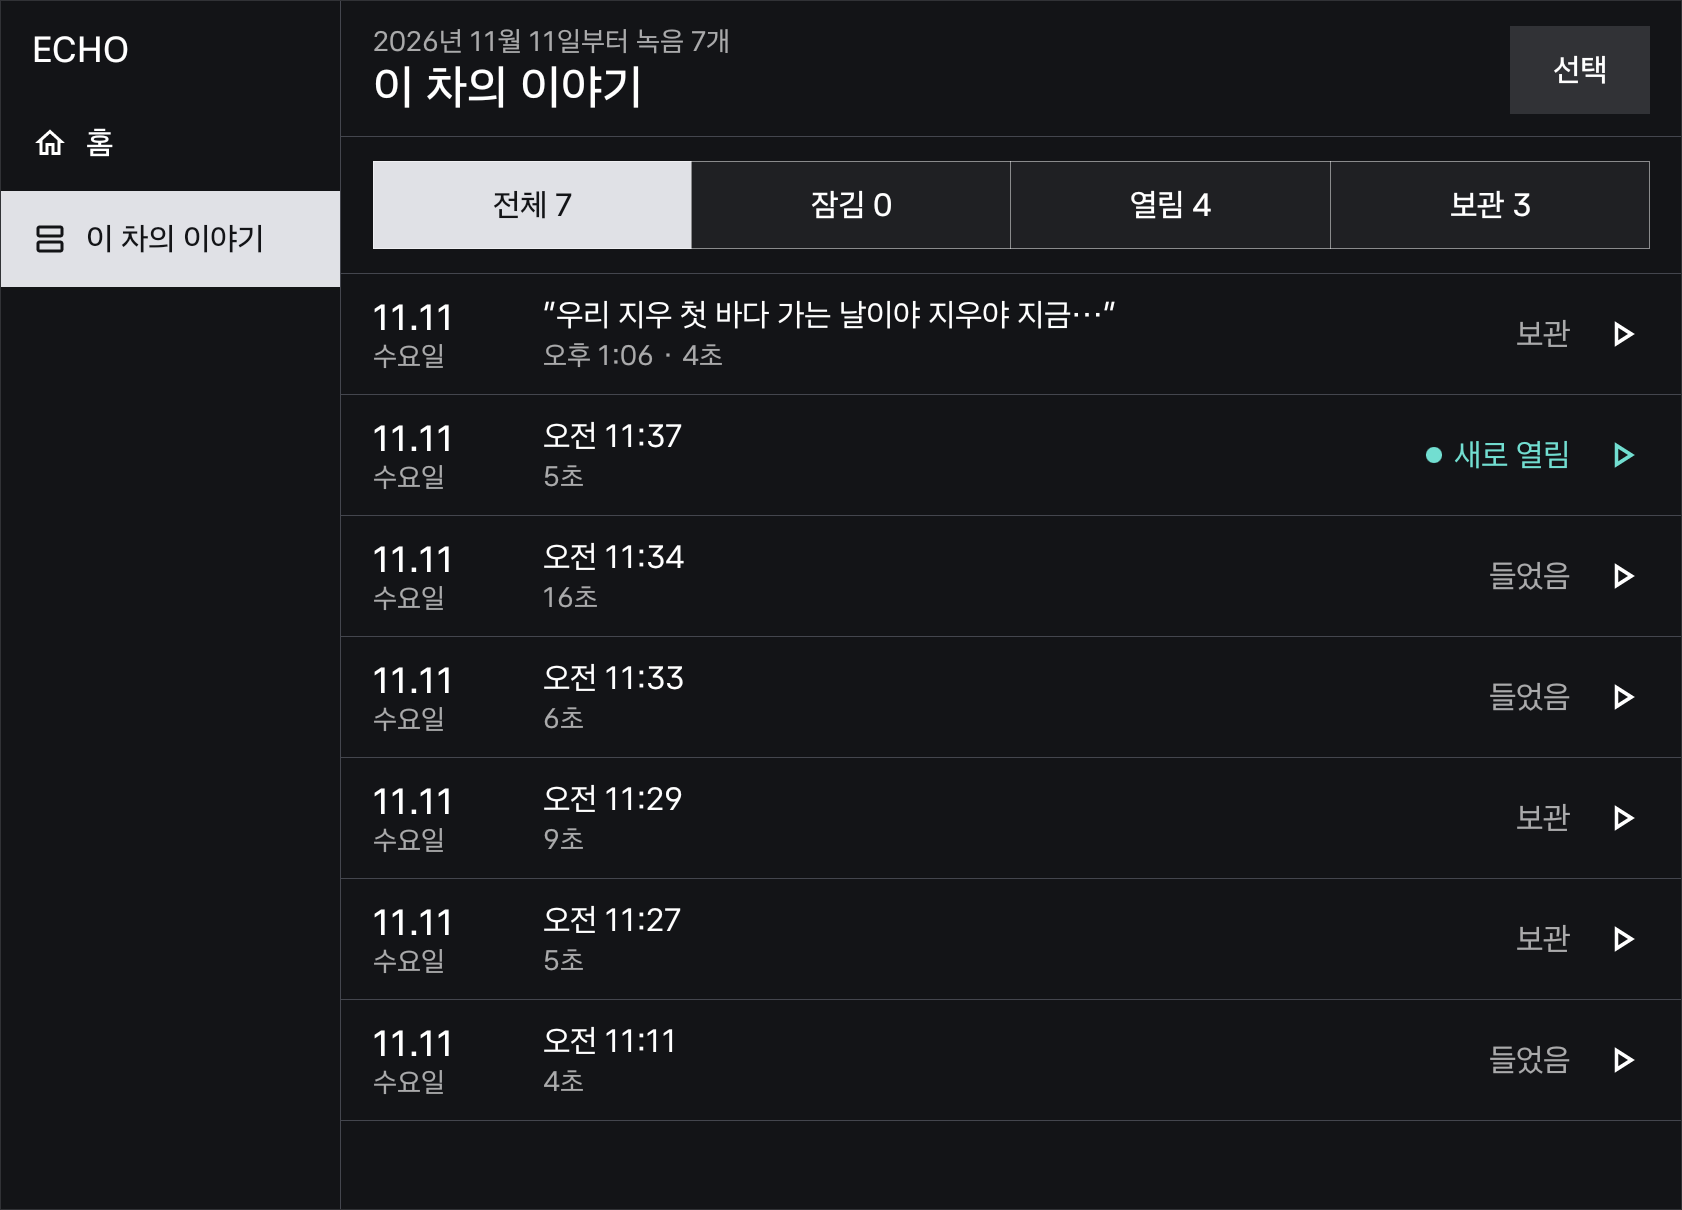 ECHO
홈
이 차의 이야기
2026년 11월 11일부터 녹음 7개
이 차의 이야기
선택
전체 7
잠김 0
열림 4
보관 3
11.11
수요일
"우리 지우 첫 바다 가는 날이야 지우야 지금…"
오후 1:06 · 4초
보관
11.11
수요일
오전 11:37
5초
새로 열림
11.11
수요일
오전 11:34
16초
들었음
11.11
수요일
오전 11:33
6초
들었음
11.11
수요일
오전 11:29
9초
보관
11.11
수요일
오전 11:27
5초
보관
11.11
수요일
오전 11:11
4초
들었음